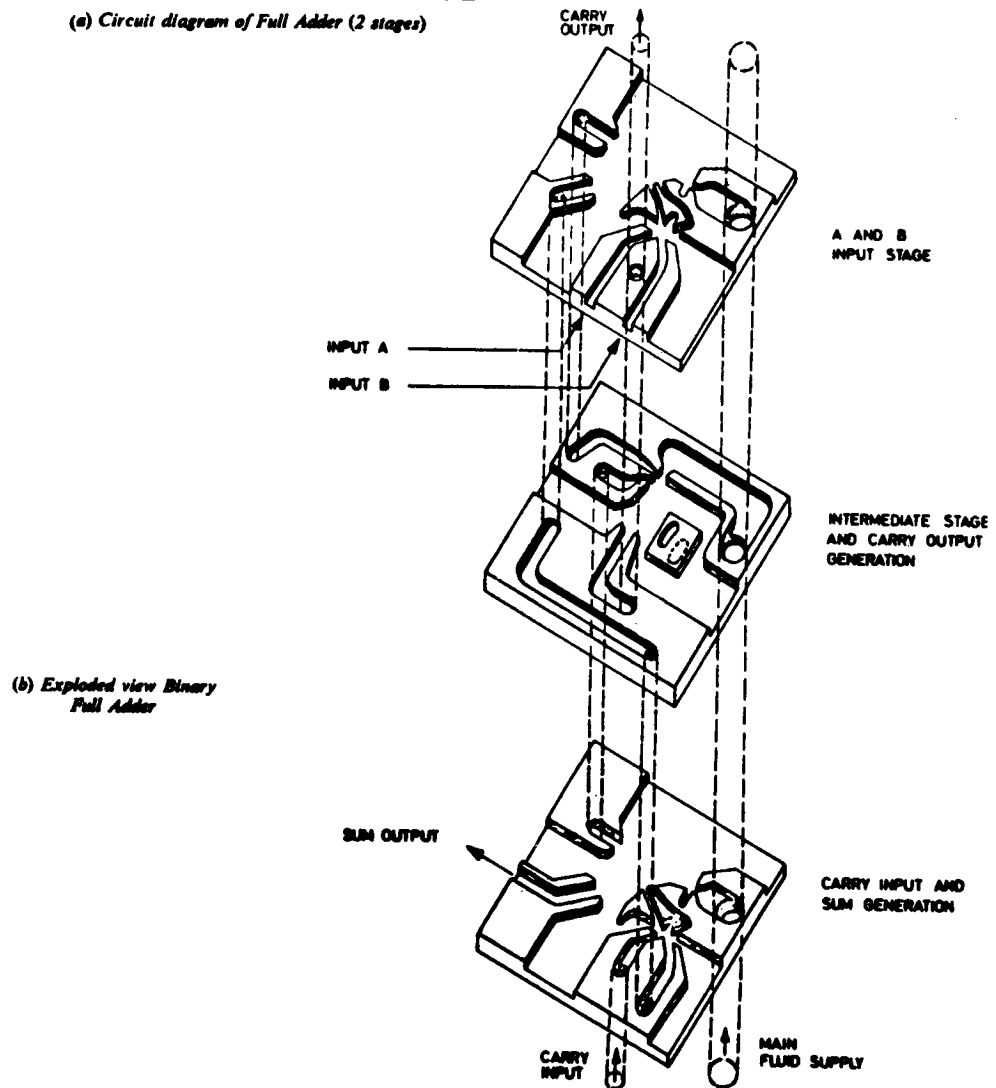 (a) Circuit diagram of Full Adder (2 stages)
CARRY
OUTPUT
A AND B
INPUT STAGE
INPUT A
INPUT B
INTERMEDIATE STAGE
AND CARRY OUTPUT
GENERATION
(b) Exploded view Binary
Full Adder
SUM OUTPUT
CARRY INPUT AND
SUM GENERATION
CARRY
INPUT
MAIN
FLUID SUPPLY